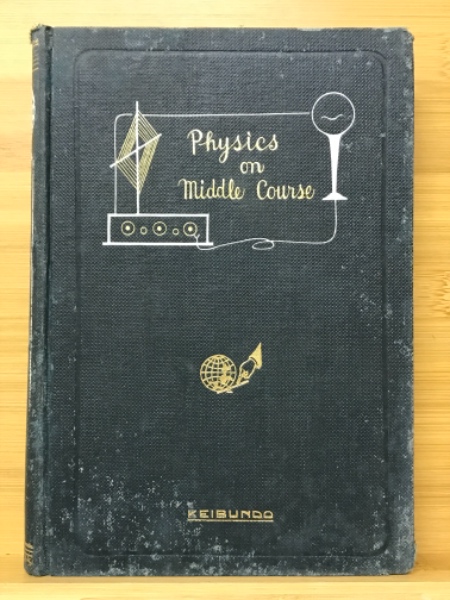 Physics
on
Middle Course
KEIBUNDO